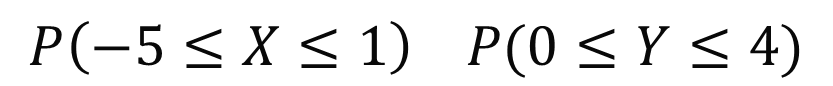 P(−5 ≤ X ≤ 1) P(0 ≤ Y ≤ 4)